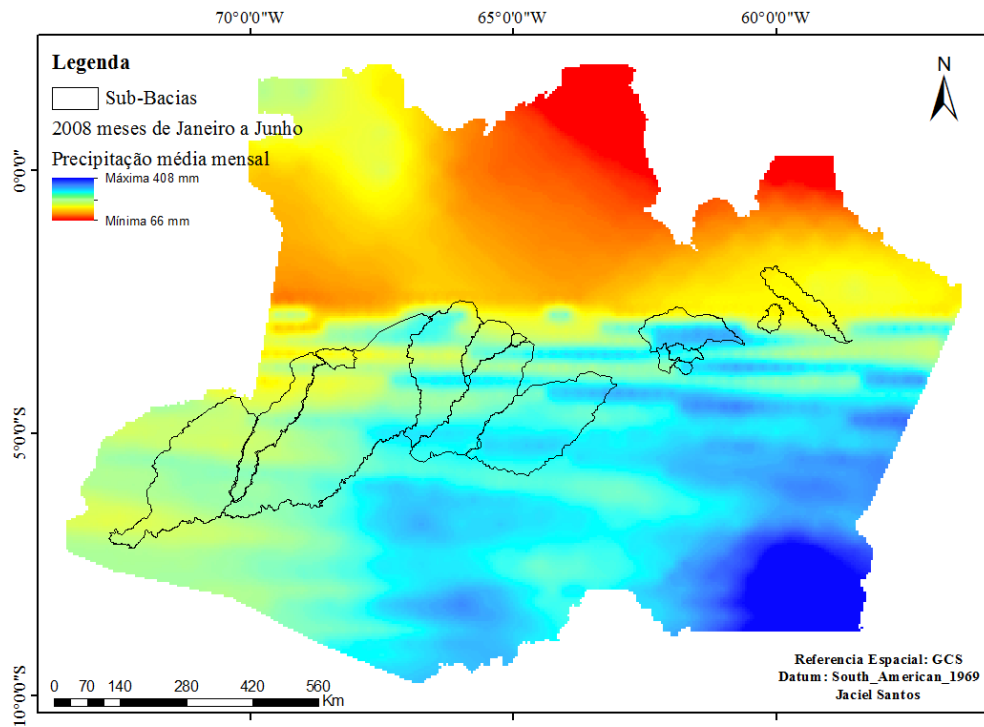 70°0'0"W
65°0'0"W
60°0'0"W
Legenda
Sub-Bacias
2008 meses de Janeiro a Junho
Precipitação média mensal
Máxima 408 mm
Mínima 66 mm
N
0°0'0"
5°0'0"S
10°0'0"S
0 70 140 280 420 560
Km
Referencia Espacial: GCS
Datum: South_American_1969
Jaciel Santos